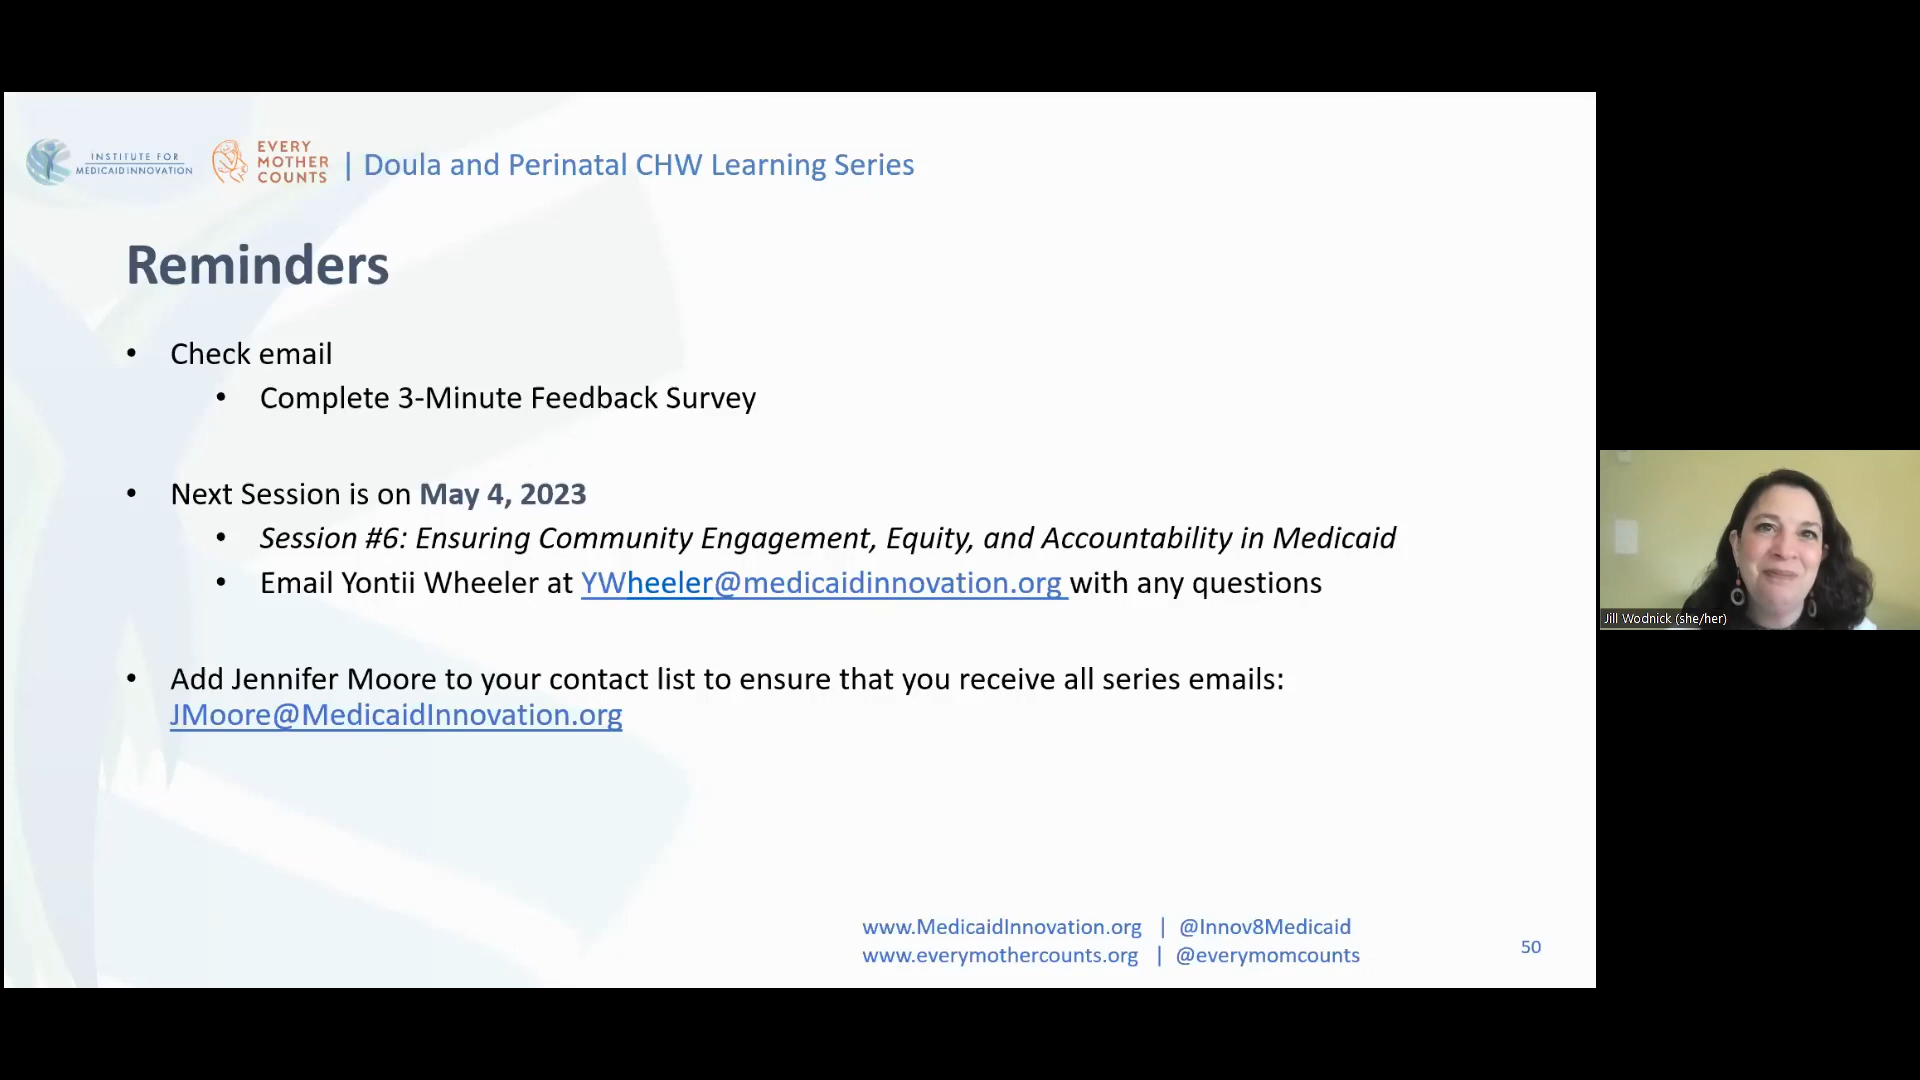 INSTITUTE FOR
MEDICAID INNOVATION
EVERY
MOTHER
COUNTS
| Doula and Perinatal CHW Learning Series
Reminders
• Check email
• Complete 3-Minute Feedback Survey
• Next Session is on May 4, 2023
• Session #6: Ensuring Community Engagement, Equity, and Accountability in Medicaid
• Email Yontii Wheeler at YWheeler@medicaidinnovation.org with any questions
• Add Jennifer Moore to your contact list to ensure that you receive all series emails:
JMoore@MedicaidInnovation.org
Jill Wodnick (she/her)
www.MedicaidInnovation.org | @Innov8Medicaid
www.everymothercounts.org | @everymomcounts
50